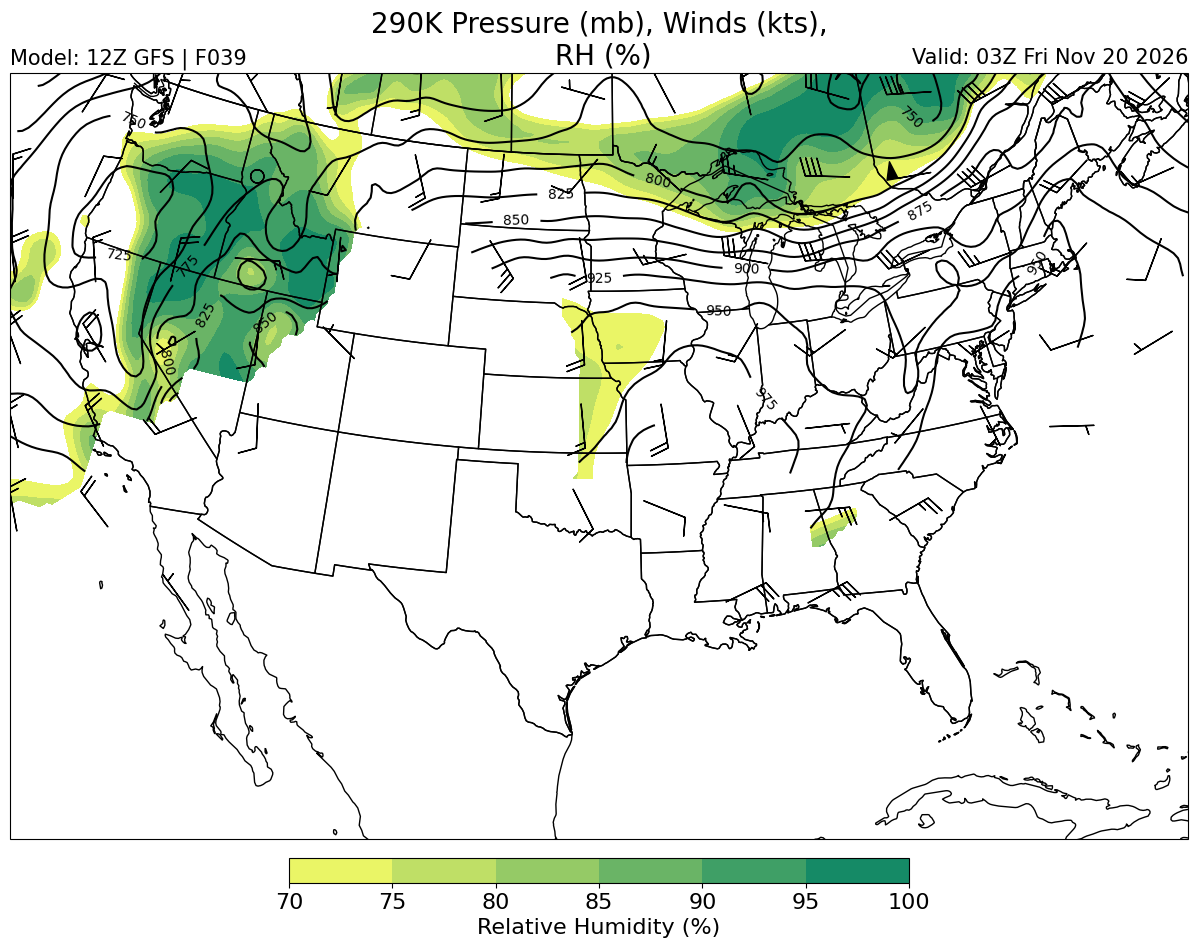 290K Pressure (mb), Winds (kts),
RH (%)
Model: 12Z GFS | F039
Valid: 03Z Fri Nov 20 2026
750
750
800
825
850
875
725
775
900
925
950
950
825
850
800
975
70 75 80 85 90 95 100
Relative Humidity (%)